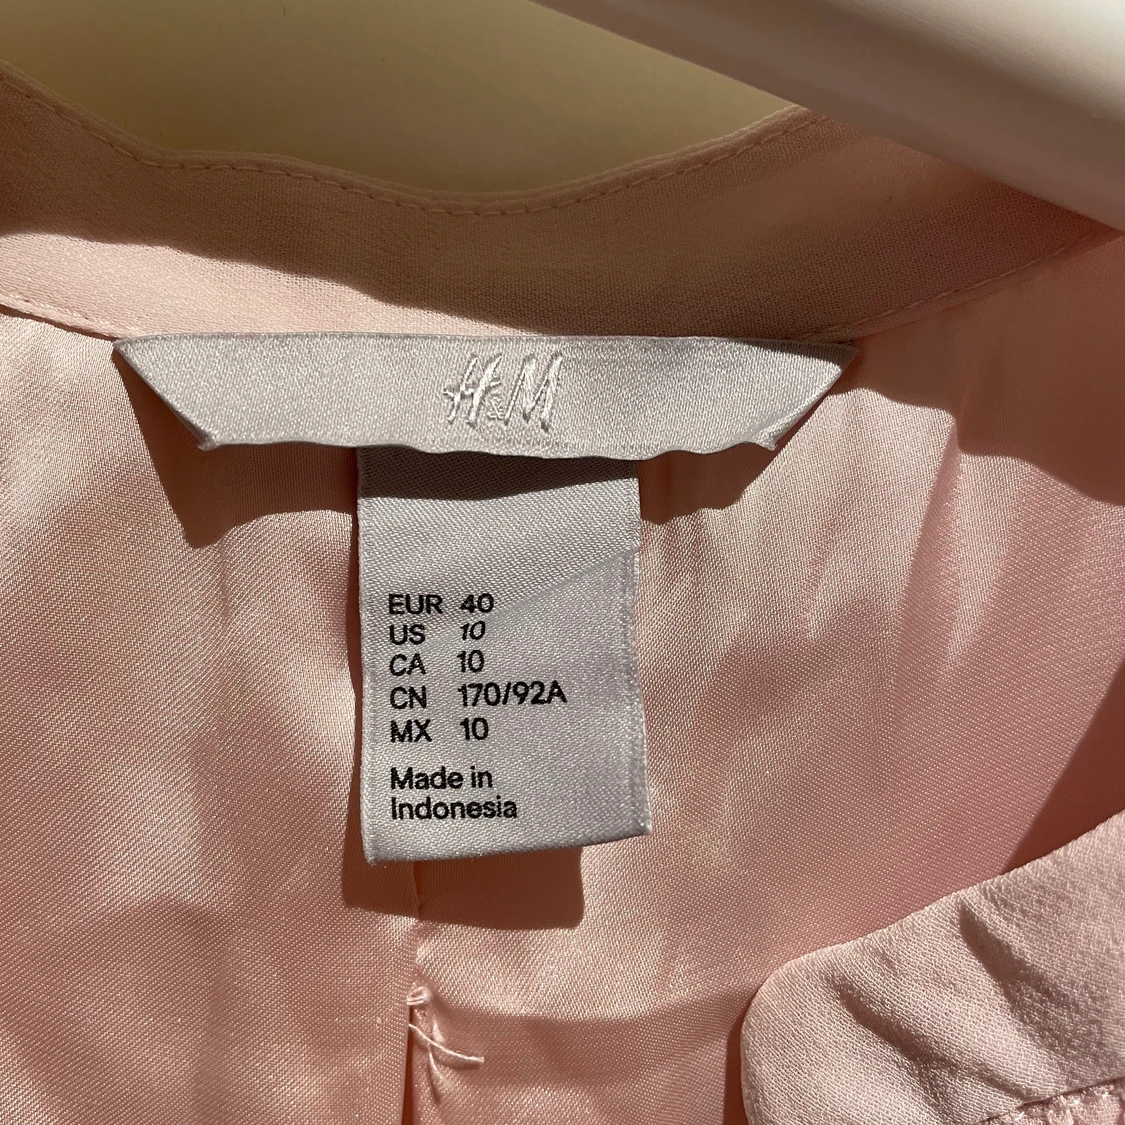 H&M
EUR 40
US 10
CA 10
CN 170/92A
MX 10
Made in
Indonesia